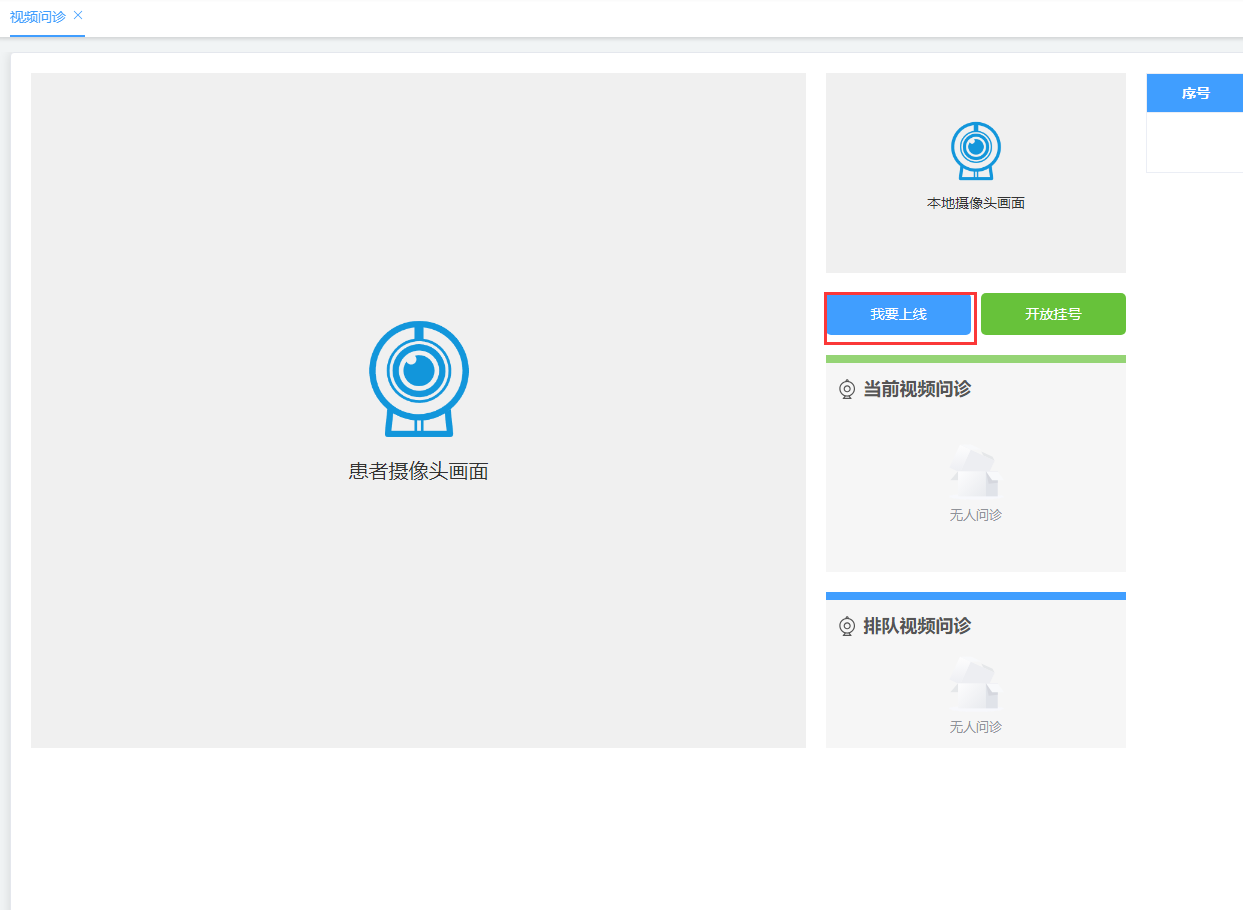 视频问诊
患者摄像头画面
本地摄像头画面
我要上线
开放挂号
当前视频问诊
无人问诊
排队视频问诊
无人问诊
序号